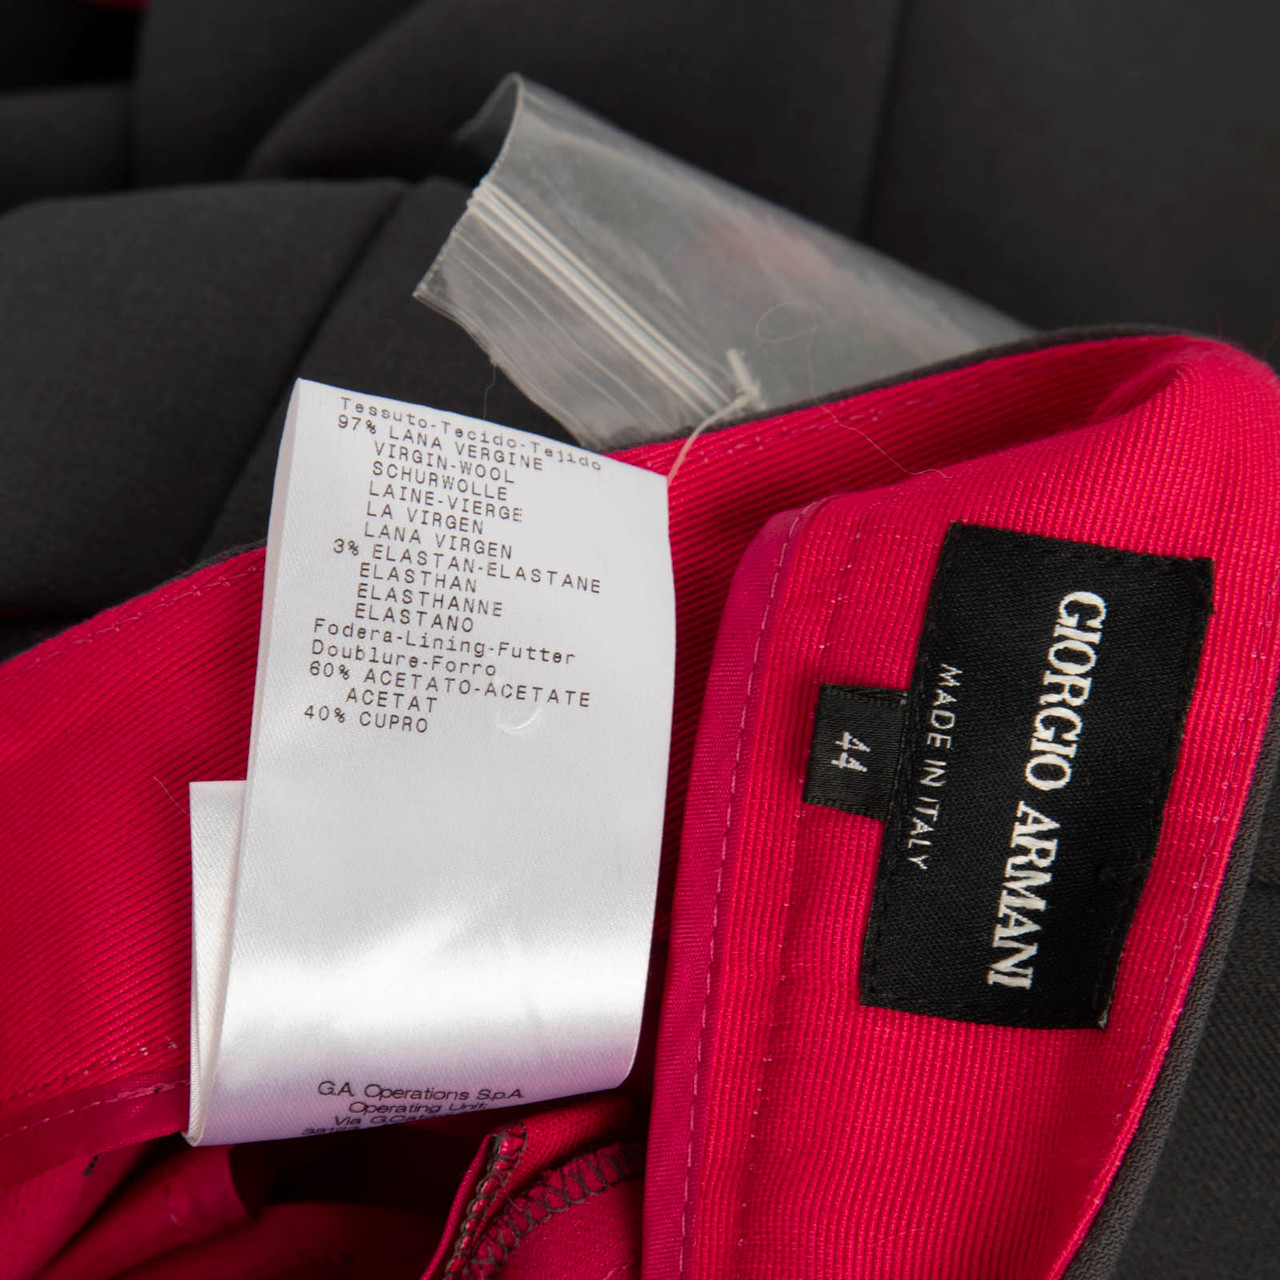 Tessuto-Tecido-Tejido
97% LANA VERGINE
VIRGIN-WOOL
SCHURWOLLE
LAINE-VIERGE
LA VIRGEN
LANA VIRGEN
3% ELASTAN-ELASTANE
ELASTHAN
ELASTHANNE
ELASTANO
Fodera-Lining-Futter
Doublure-Forro
60% ACETATO-ACETATE
ACETAT
40% CUPRO
G.A. Operations S.p.A.
Operating Unit:
Via
GIORGIO ARMANI
MADE IN ITALY
44